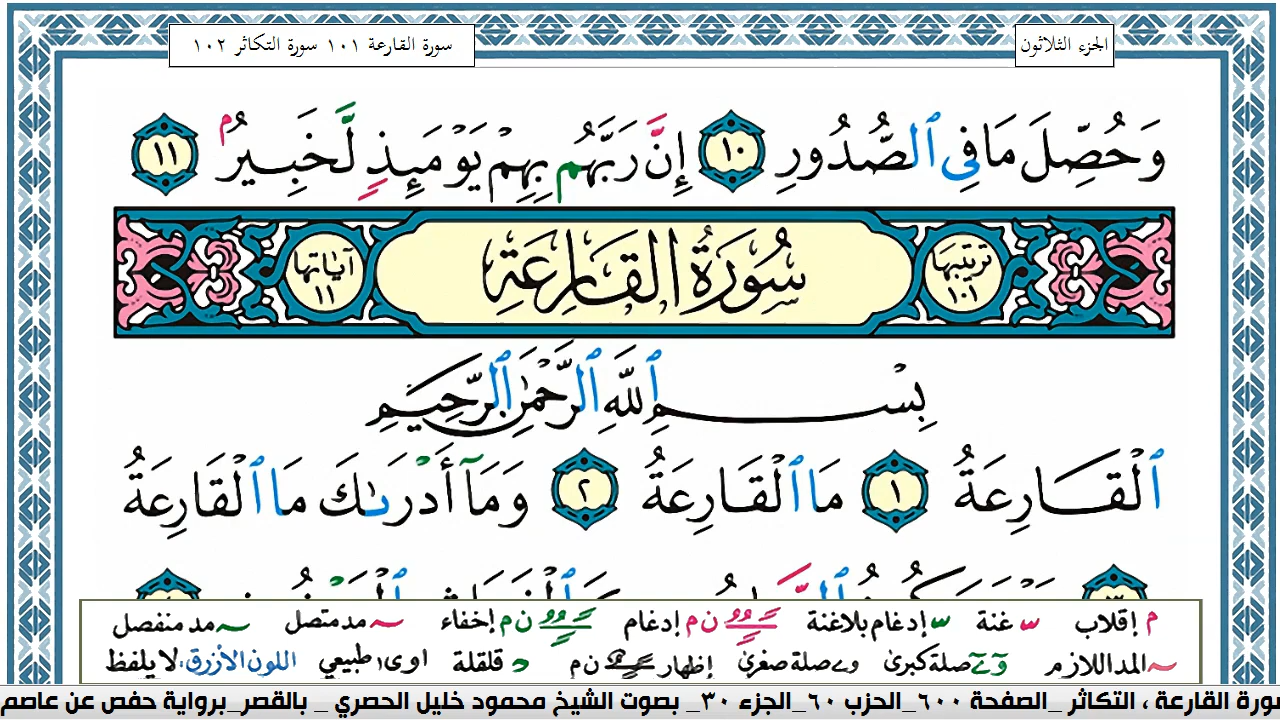 الجزء الثلاثون
سورة القارعة ١٠١ سورة التكاثر ١٠٢
وَحُصِّلَ مَا فِى ٱلصُّدُورِ ١٠ إِنَّ رَبَّهُم بِهِمْ يَوْمَئِذٍ لَّخَبِيرُۢ ١١
ترتيبها ١٠١ سُورَةُ القَارِعَةِ آياتها ١١
بِسْمِ ٱللَّهِ ٱلرَّحْمَٰنِ ٱلرَّحِيمِ
ٱلْقَارِعَةُ ١ مَا ٱلْقَارِعَةُ ٢ وَمَآ أَدْرَىٰكَ مَا ٱلْقَارِعَةُ
م إقلاب س غنة س إدغام بلاغنة ن م إدغام ن م إخفاء مد متصل مد منفصل
المد اللازم صلة كبرى صلة صغرى إظهار ن م د قلقلة اوى طبيعي اللون الأزرق: لا يلفظ
ورة القارعة ، التكاثر _الصفحة ٦٠٠_الحزب ٦٠_الجزء ٣٠_ بصوت الشيخ محمود خليل الحصري _ بالقصر_برواية حفص عن عاصم